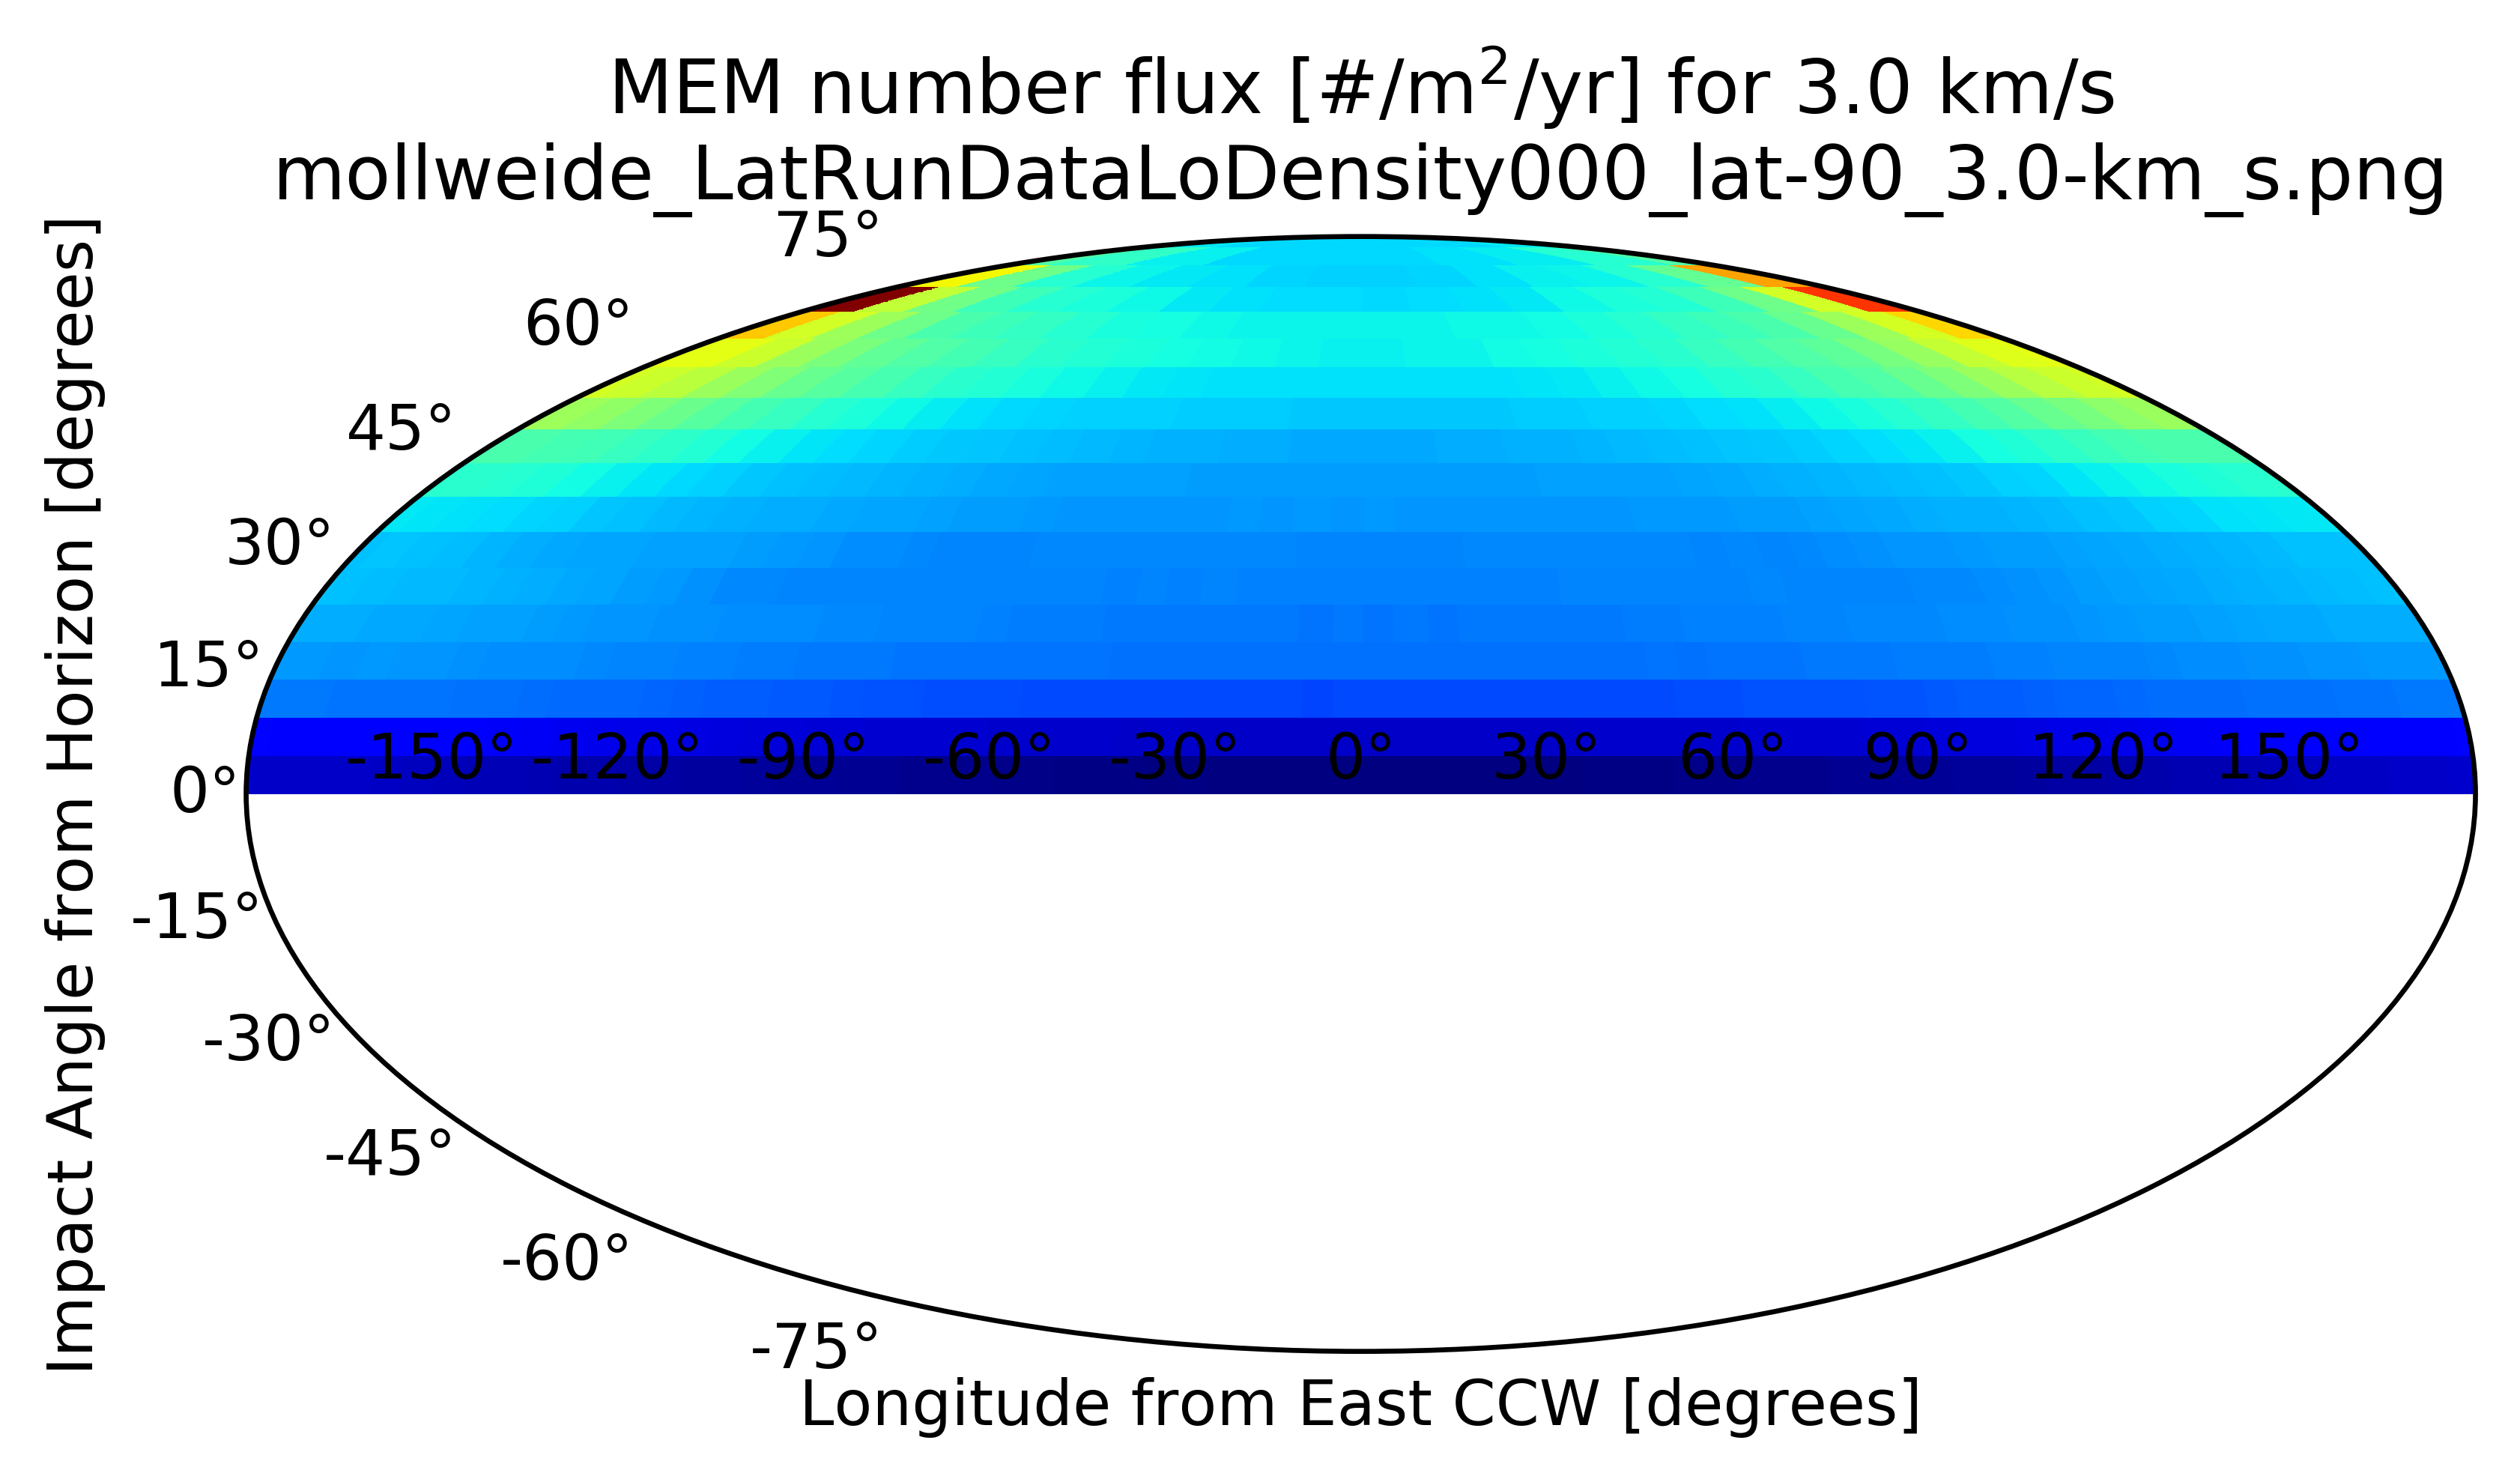 MEM number flux [#/m²/yr] for 3.0 km/s
mollweide_LatRunDataLoDensity000_lat-90_3.0-km_s.png
75°
60°
45°
30°
15°
0°
-15°
-30°
-45°
-60°
-75°
-150° -120° -90° -60° -30° 0° 30° 60° 90° 120° 150°
Impact Angle from Horizon [degrees]
Longitude from East CCW [degrees]